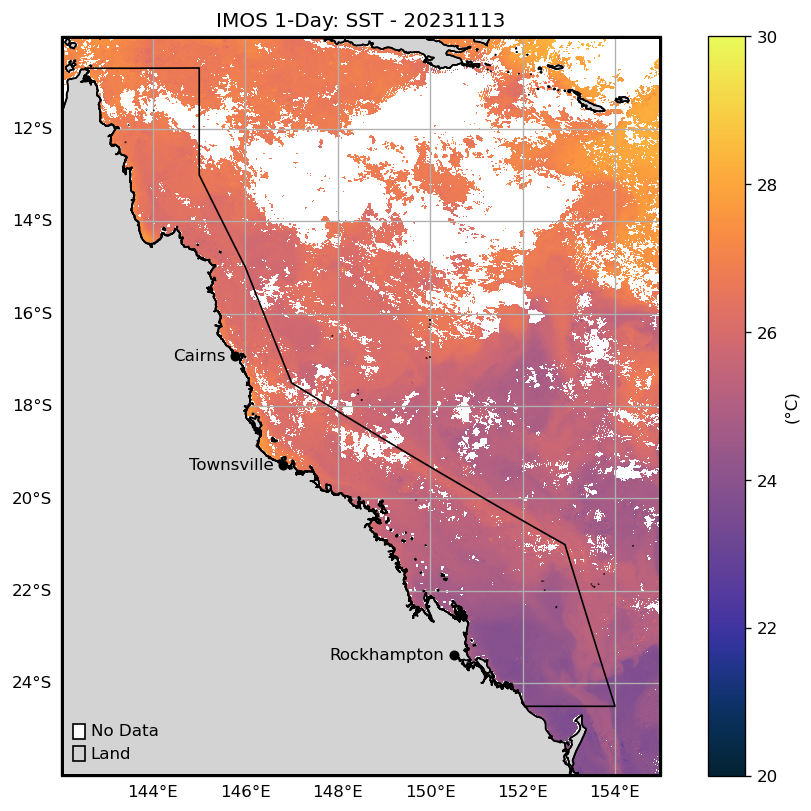 IMOS 1-Day: SST - 20231113
30
12°S
28
14°S
16°S
26
Cairns
(°C)
18°S
Townsville
24
20°S
22°S
22
Rockhampton
24°S
No Data
Land
20
144°E 146°E 148°E 150°E 152°E 154°E